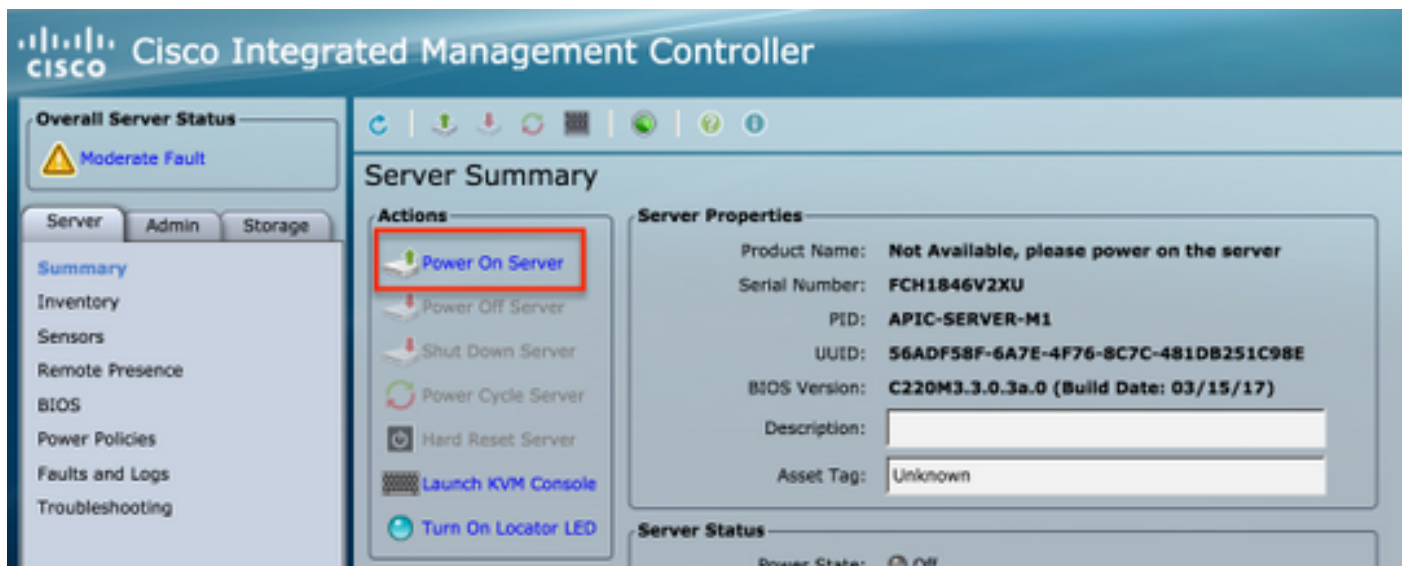 CISCO Cisco Integrated Management Controller
Overall Server Status
Moderate Fault
Server Admin Storage
Summary
Inventory
Sensors
Remote Presence
BIOS
Power Policies
Faults and Logs
Troubleshooting
Server Summary
Actions
Power On Server
Power Off Server
Shut Down Server
Power Cycle Server
Hard Reset Server
Launch KVM Console
Turn On Locator LED
Server Properties
Product Name: Not Available, please power on the server
Serial Number: FCH1846V2XU
PID: APIC-SERVER-M1
UUID: 56ADF58F-6A7E-4F76-8C7C-481DB251C98E
BIOS Version: C220M3.3.0.3a.0 (Build Date: 03/15/17)
Description:
Asset Tag: Unknown
Server Status
Power State: Off